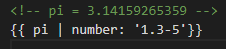 <!-- pi = 3.14159265359 -->
{{ pi | number: '1.3-5'}}